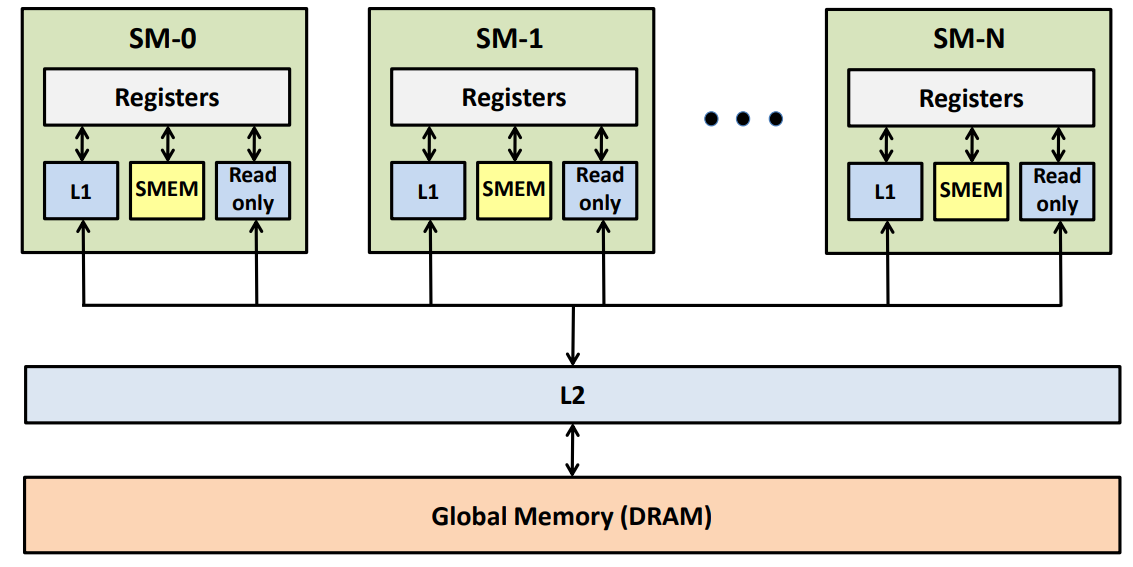 SM-0
Registers
L1
SMEM
Read
only
SM-1
Registers
L1
SMEM
Read
only
SM-N
Registers
L1
SMEM
Read
only
L2
Global Memory (DRAM)